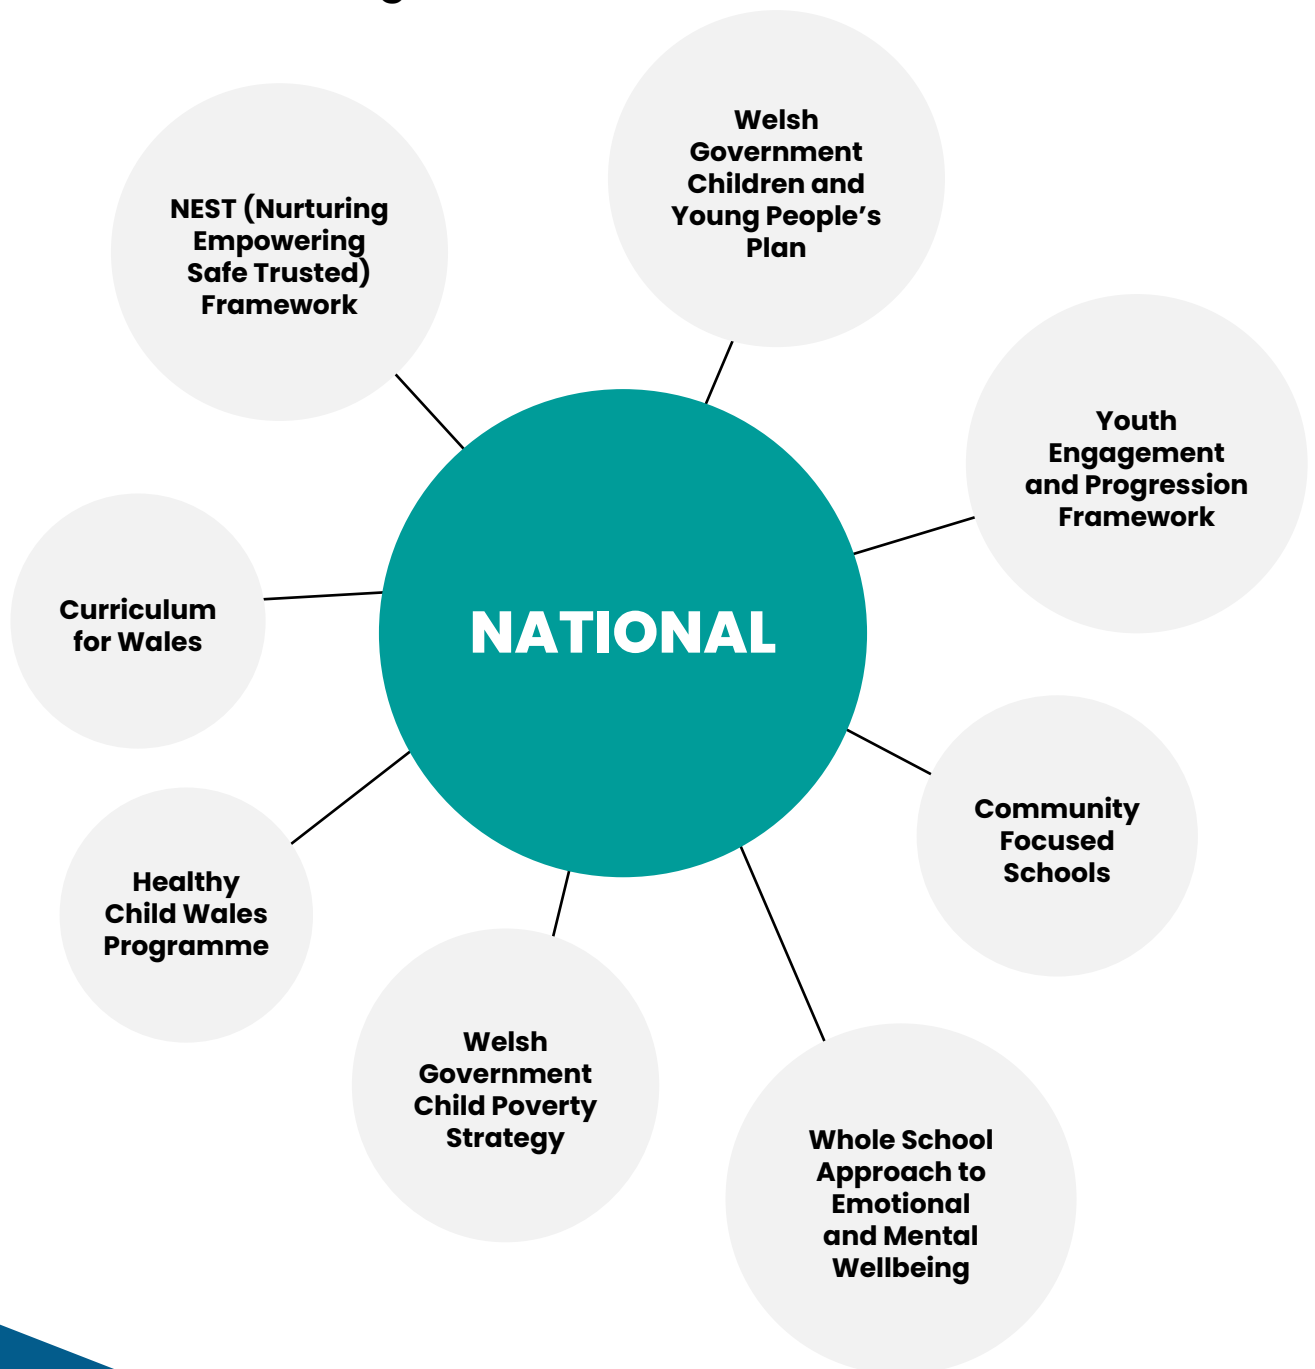 Welsh
Government
Children and
Young People’s
Plan
NEST (Nurturing
Empowering
Safe Trusted)
Framework
Youth
Engagement
and Progression
Framework
NATIONAL
Curriculum
for Wales
Community
Focused
Schools
Healthy
Child Wales
Programme
Welsh
Government
Child Poverty
Strategy
Whole School
Approach to
Emotional
and Mental
Wellbeing